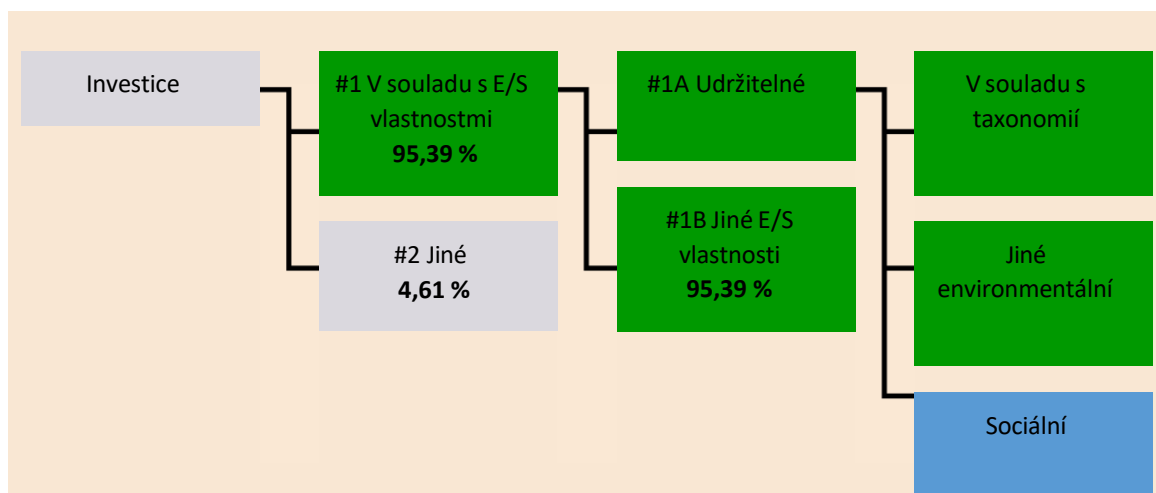 Investice
#1 V souladu s E/S
vlastnostmi
95,39 %
#2 Jiné
4,61 %
#1A Udržitelné
#1B Jiné E/S
vlastnosti
95,39 %
V souladu s
taxonomií
Jiné
environmentální
Sociální